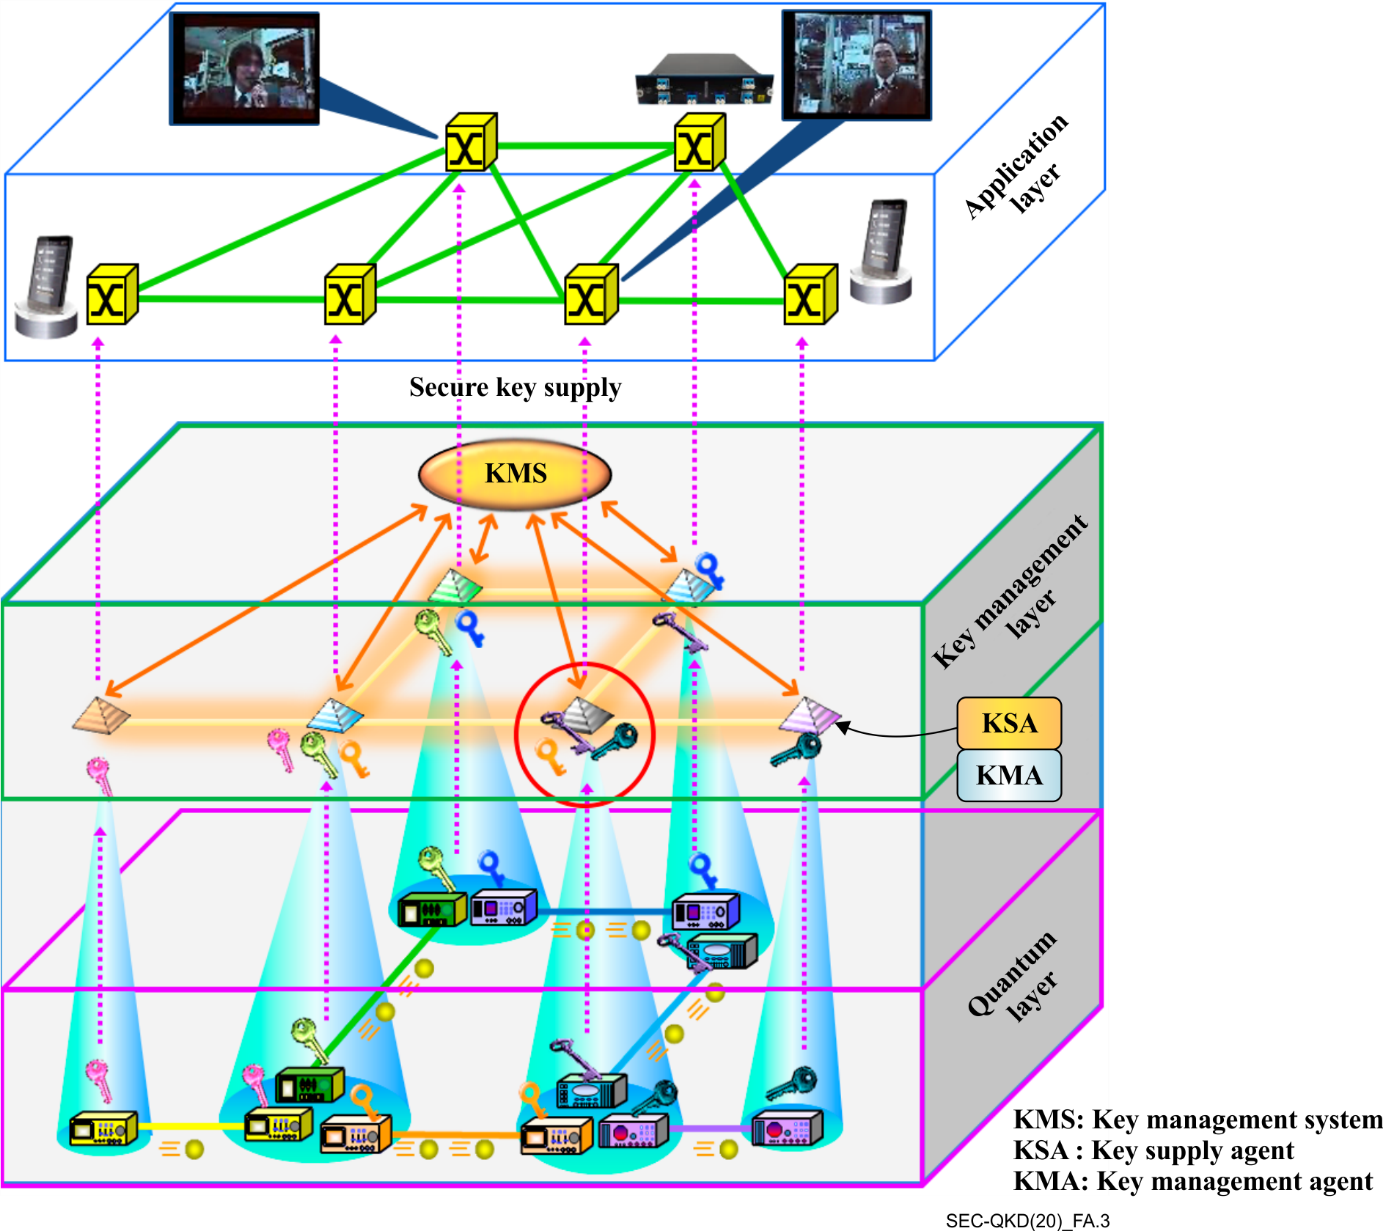 Application
layer
Secure key supply
KMS
Key management
layer
KSA
KMA
Quantum
layer
KMS: Key management system
KSA : Key supply agent
KMA: Key management agent
SEC-QKD(20)_FA.3